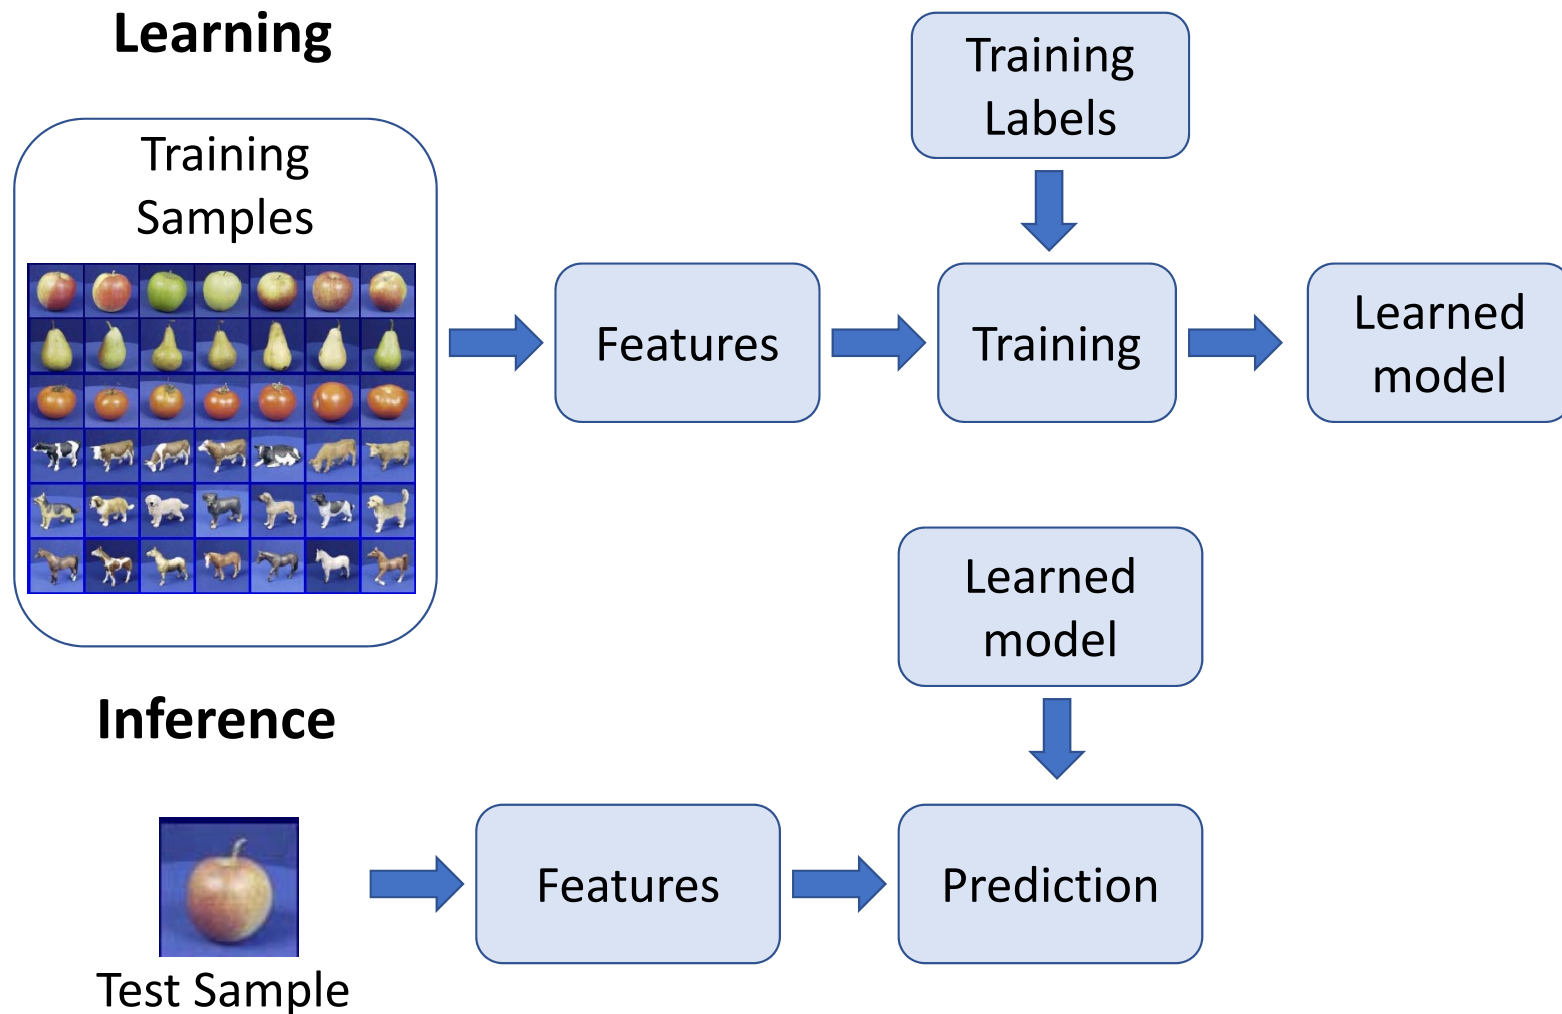 Learning
Training
Samples
Training
Labels
Features
Training
Learned
model
Inference
Learned
model
Test Sample
Features
Prediction